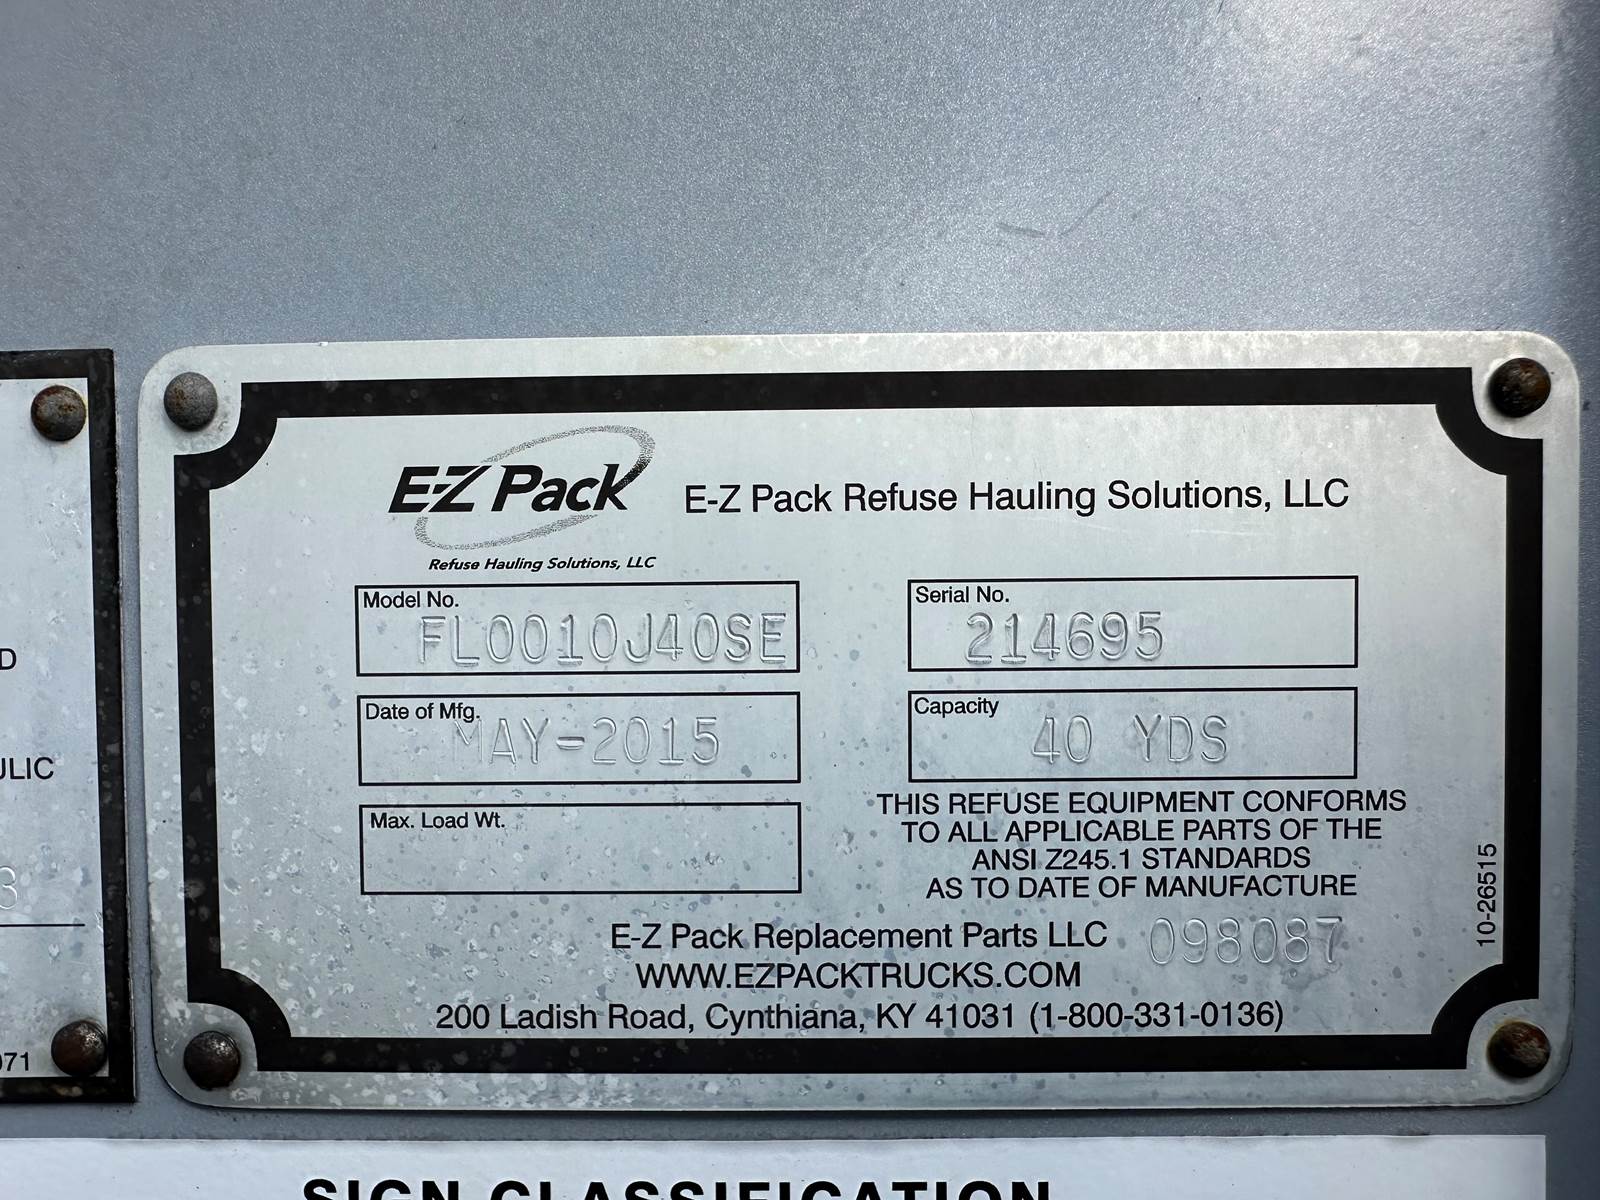 E-Z Pack
Refuse Hauling Solutions, LLC
E-Z Pack Refuse Hauling Solutions, LLC
Model No.
FL0010J40SE
Serial No.
214695
Date of Mfg.
MAY-2015
Capacity
40 YDS
Max. Load Wt.
THIS REFUSE EQUIPMENT CONFORMS
TO ALL APPLICABLE PARTS OF THE
ANSI Z245.1 STANDARDS
AS TO DATE OF MANUFACTURE
E-Z Pack Replacement Parts LLC
098087
WWW.EZPACKTRUCKS.COM
200 Ladish Road, Cynthiana, KY 41031 (1-800-331-0136)
10-26515
D
LIC
3
071
SIGN CLASSIFICATION